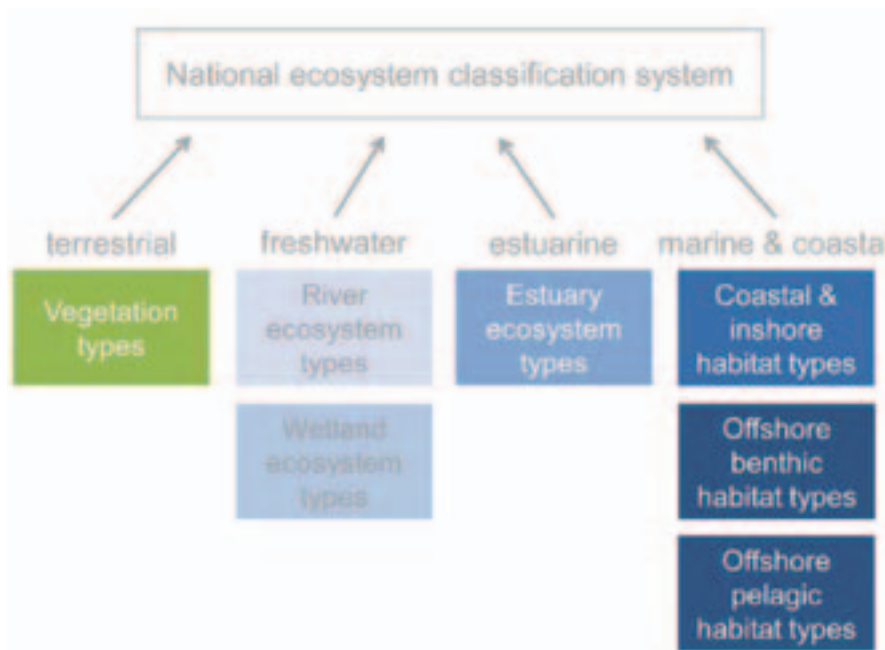 National ecosystem classification system
terrestrial
freshwater
estuarine
marine & coastal
Vegetation
types
River
ecosystem
types
Wetland
ecosystem
types
Estuary
ecosystem
types
Coastal &
inshore
habitat types
Offshore
benthic
habitat types
Offshore
pelagic
habitat types